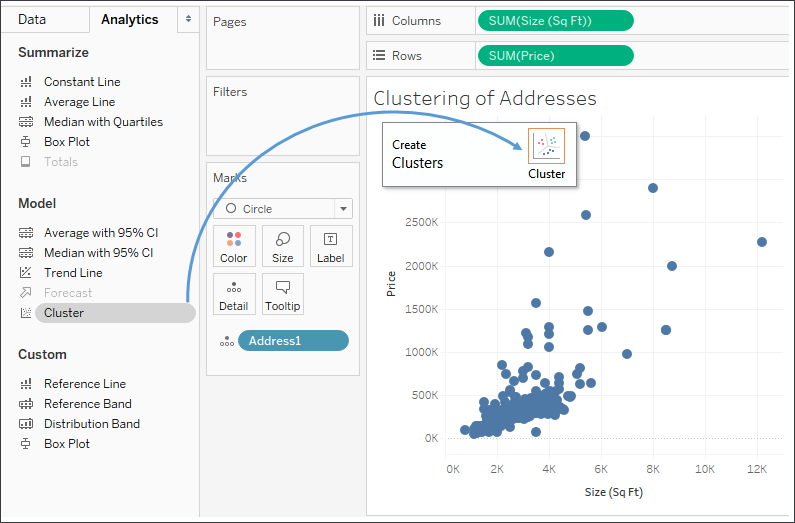 Data
Analytics
Summarize
Constant Line
Average Line
Median with Quartiles
Box Plot
Totals
Model
Average with 95% CI
Median with 95% CI
Trend Line
Forecast
Cluster
Custom
Reference Line
Reference Band
Distribution Band
Box Plot
Pages
Filters
Marks
Circle
Color
Size
Label
Detail
Tooltip
Address1
Columns
SUM(Size (Sq Ft))
Rows
SUM(Price)
Clustering of Addresses
Create
Clusters
Cluster
Price
2500K
2000K
1500K
1000K
500K
0K
0K
2K
4K
6K
8K
10K
12K
Size (Sq Ft)